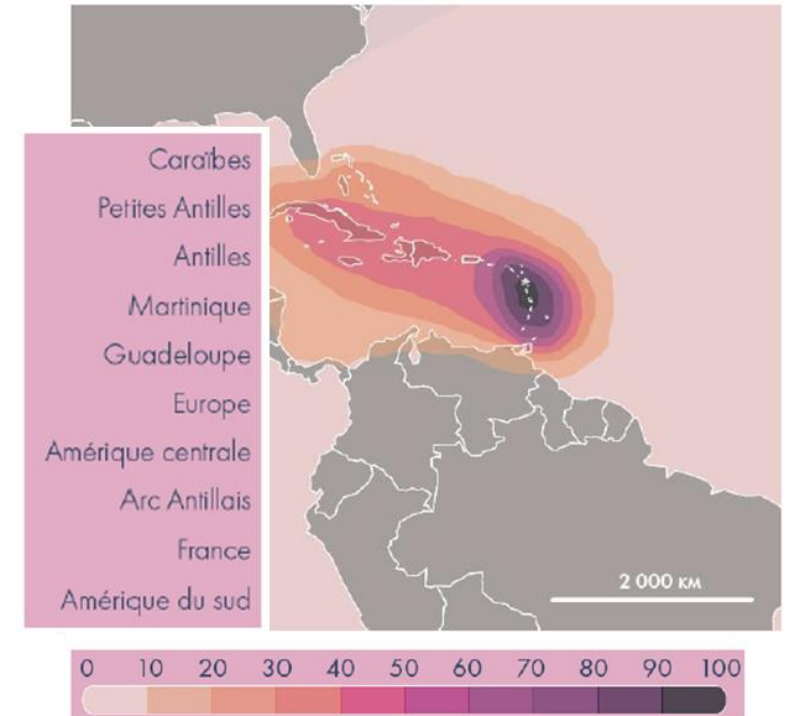 Caraïbes
Petites Antilles
Antilles
Martinique
Guadeloupe
Europe
Amérique centrale
Arc Antillais
France
Amérique du sud
2 000 км
0 10 20 30 40 50 60 70 80 90 100